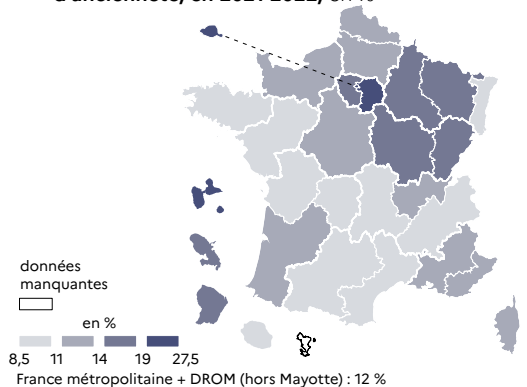 d'ancienneté, en 2021-2022, en %
données
manquantes
en %
8,5 11 14 19 27,5
France métropolitaine + DROM (hors Mayotte) : 12 %